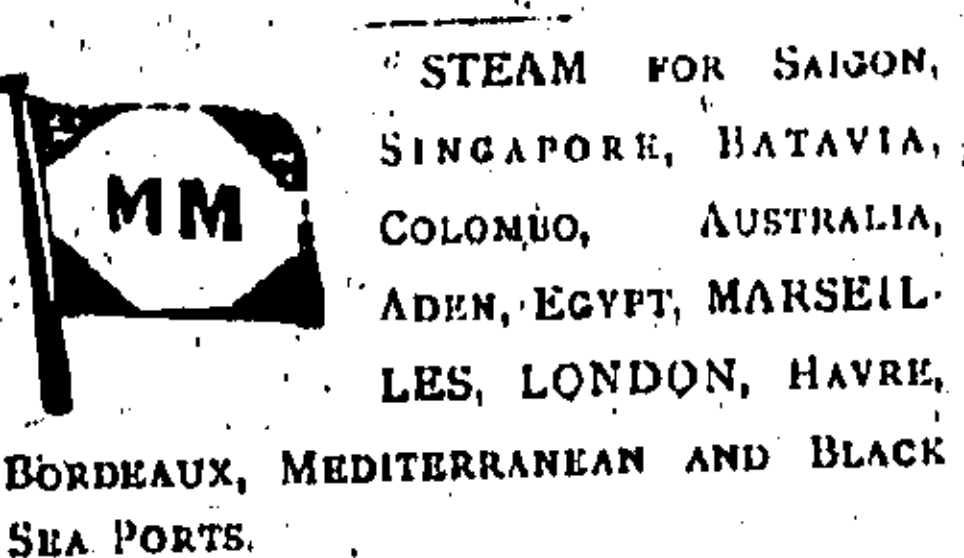 MM
STEAM FOR SAIGON,
SINGAPORE, BATAVIA,
COLOMBO, AUSTRALIA,
ADEN, EGYPT, MARSEIL-
LES, LONDON, HAVRE,
BORDEAUX, MEDITERRANEAN AND BLACK
SEA PORTS.